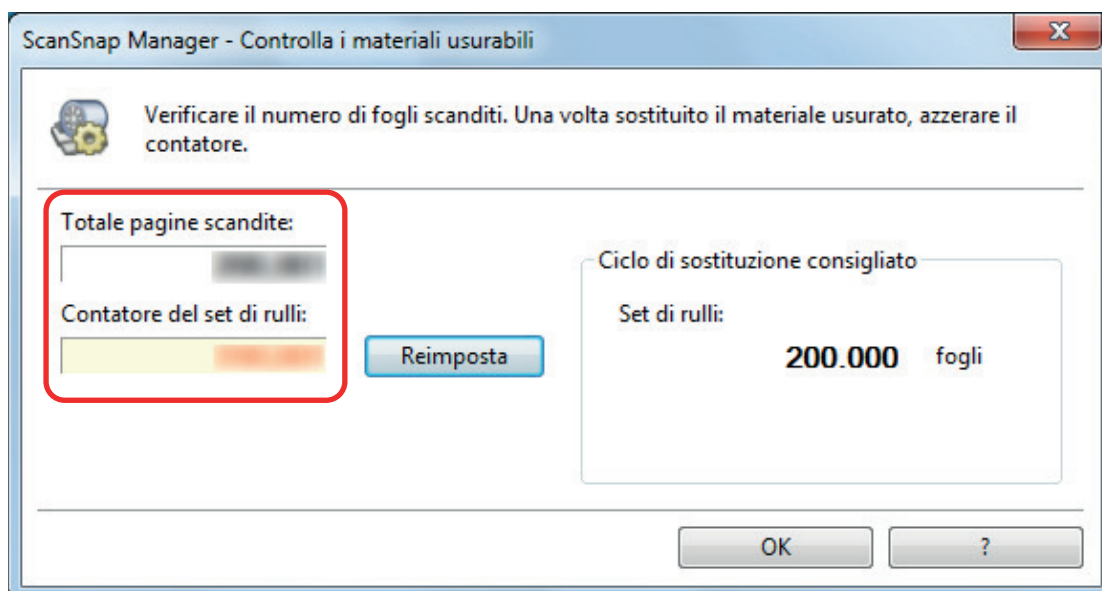 ScanSnap Manager - Controlla i materiali usurabili
Verificare il numero di fogli scanditi. Una volta sostituito il materiale usurato, azzerare il
contatore.
Totale pagine scandite:
Ciclo di sostituzione consigliato
Contatore del set di rulli:
Set di rulli:
Reimposta
200.000 fogli
OK
?